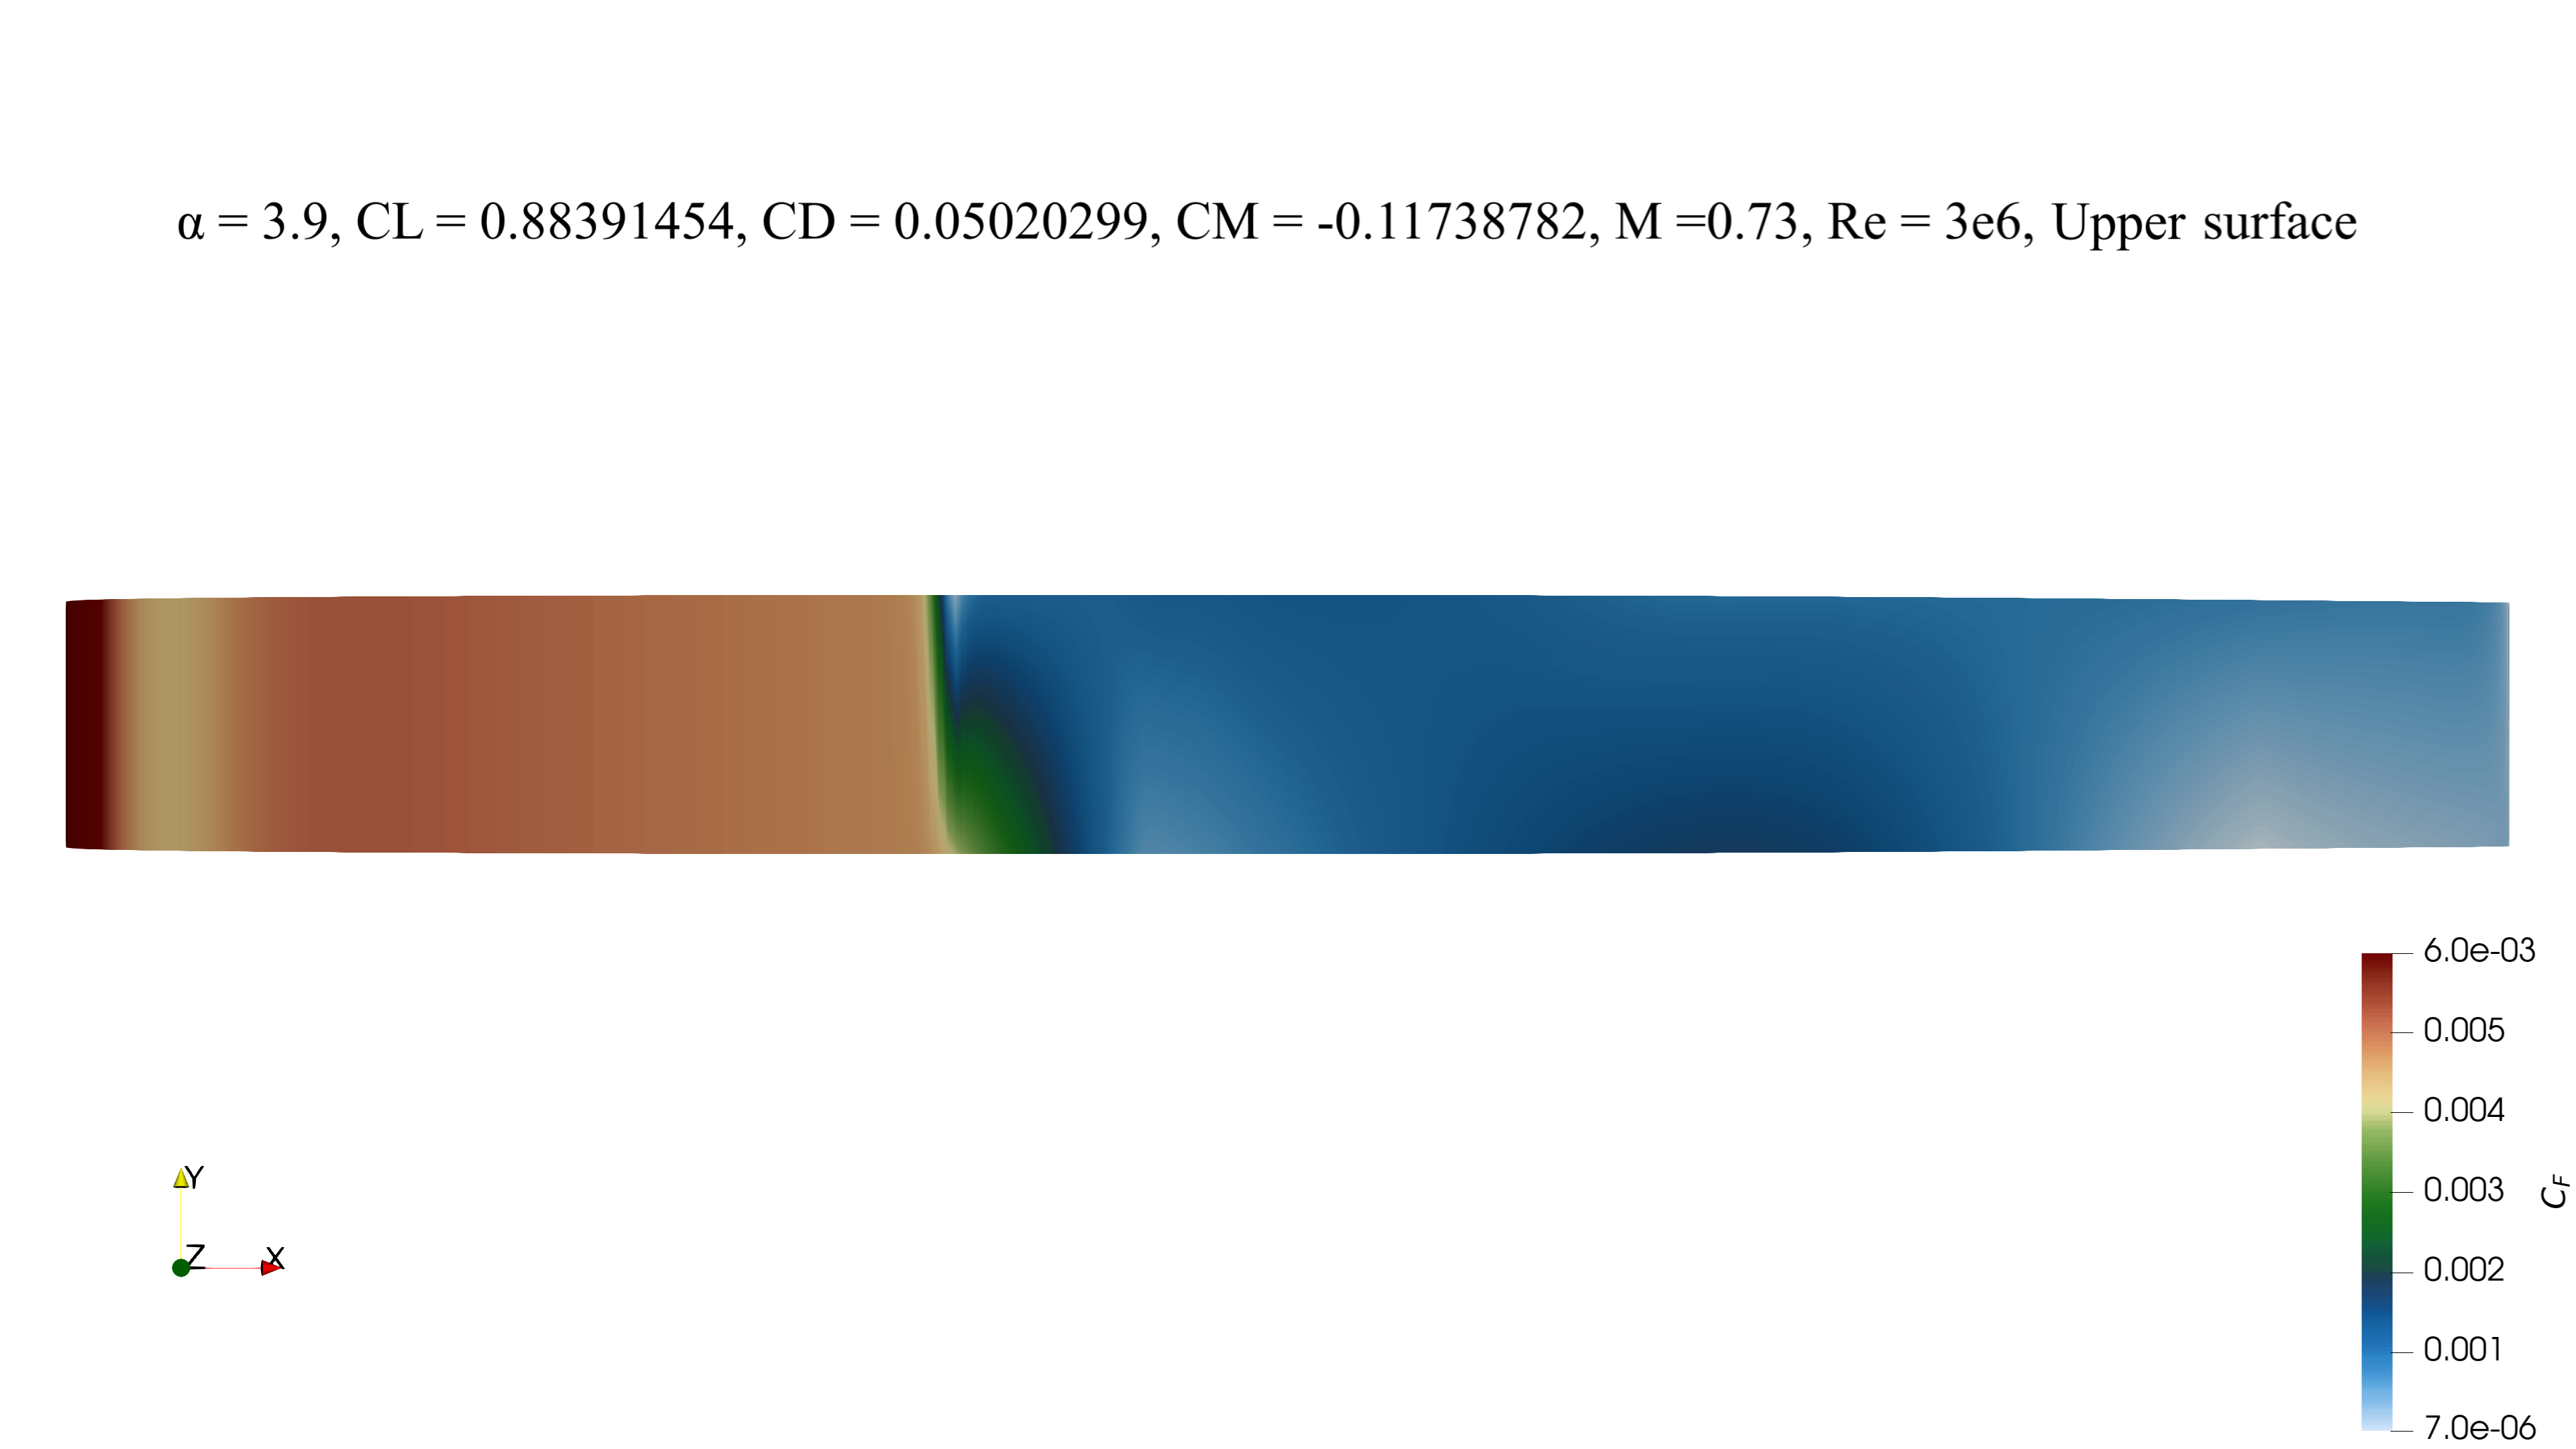 α = 3.9, CL = 0.88391454, CD = 0.05020299, CM = -0.11738782, M =0.73, Re = 3e6, Upper surface
6.0e-03
0.005
0.004
0.003
0.002
0.001
7.0e-06
C_F
Y
Z
X